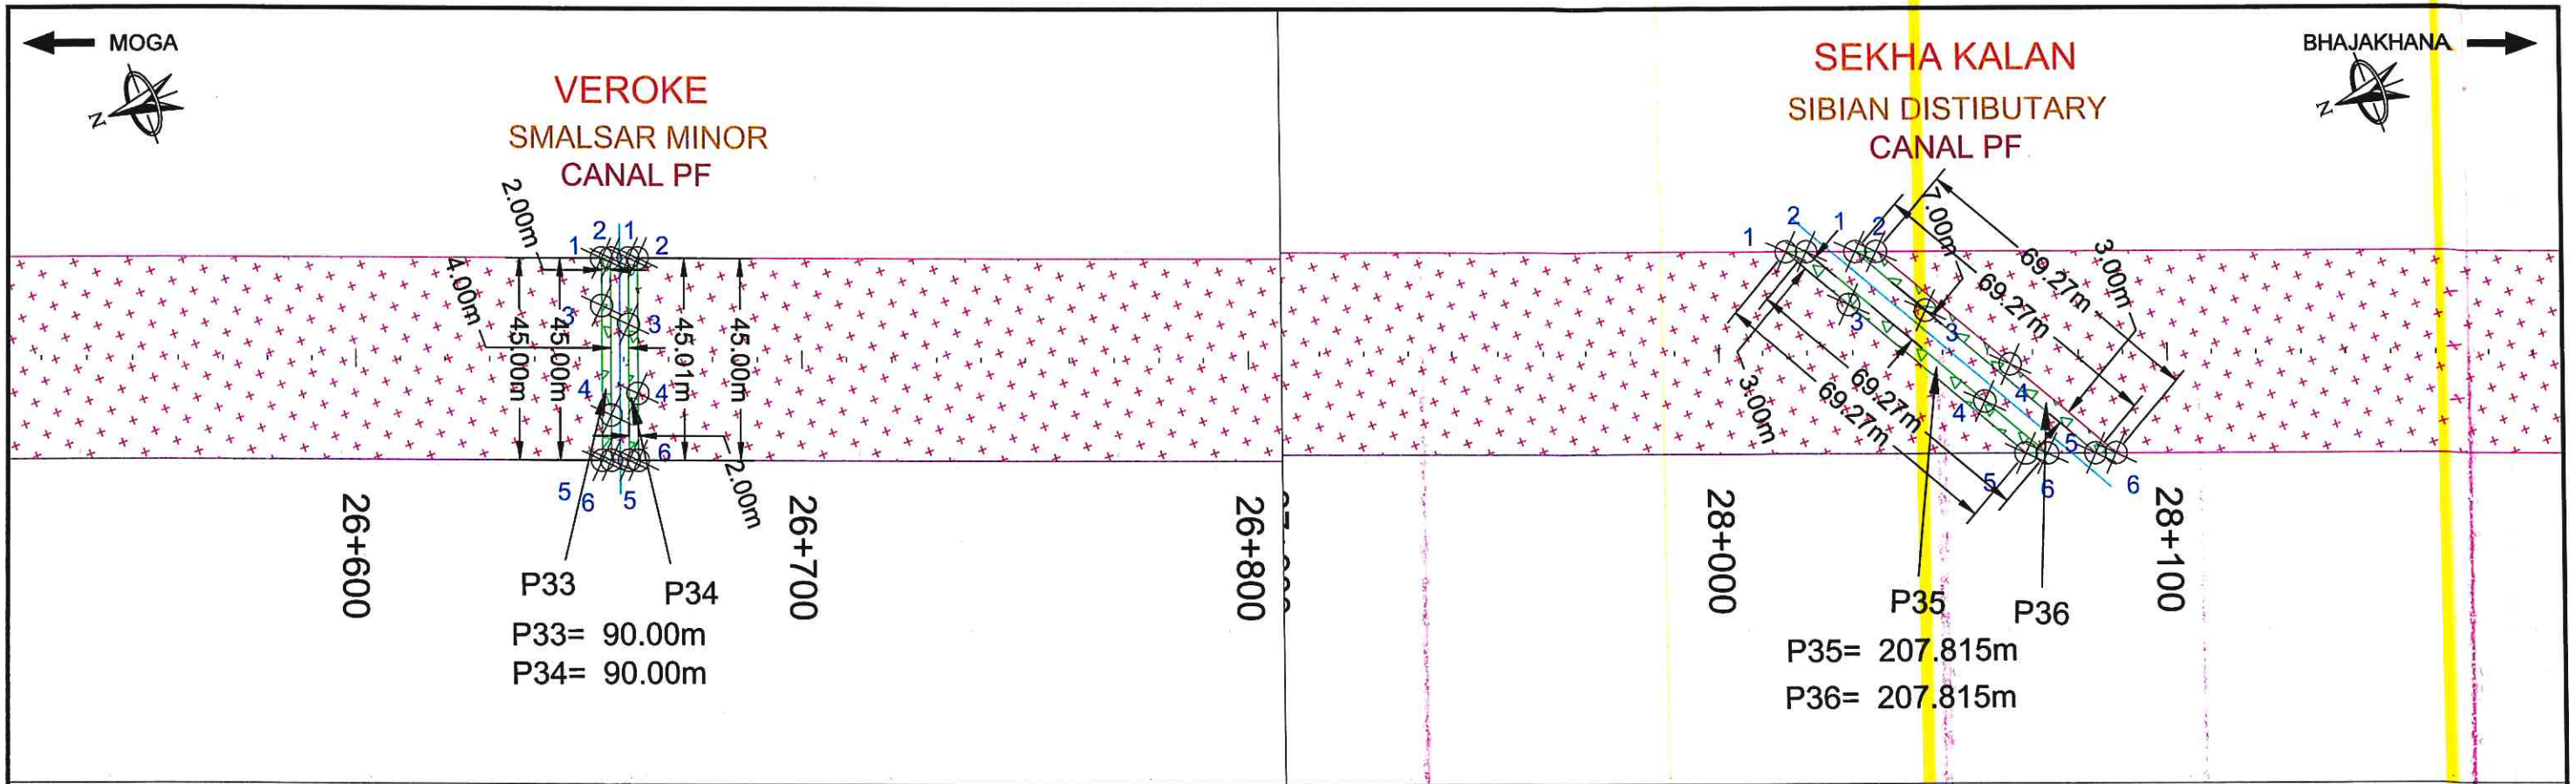 MOGA
N
VEROKE
SMALSAR MINOR
CANAL PF
2.00m
1
2
1
2
4.00m
3
3
45.00m
45.00m
45.01m
45.00m
4
4
6
5
6
5
2.00m
26+600
26+700
26+800
P33
P34
P33= 90.00m
P34= 90.00m
BHAJAKHANA
N
SEKHA KALAN
SIBIAN DISTIBUTARY
CANAL PF
1
2
1
2
7.00m
69.27m
69.27m
3.00m
3
3
4
4
3.00m
69.27m
69.27m
5
5
6
6
28+000
28+100
P35
P36
P35= 207.815m
P36= 207.815m